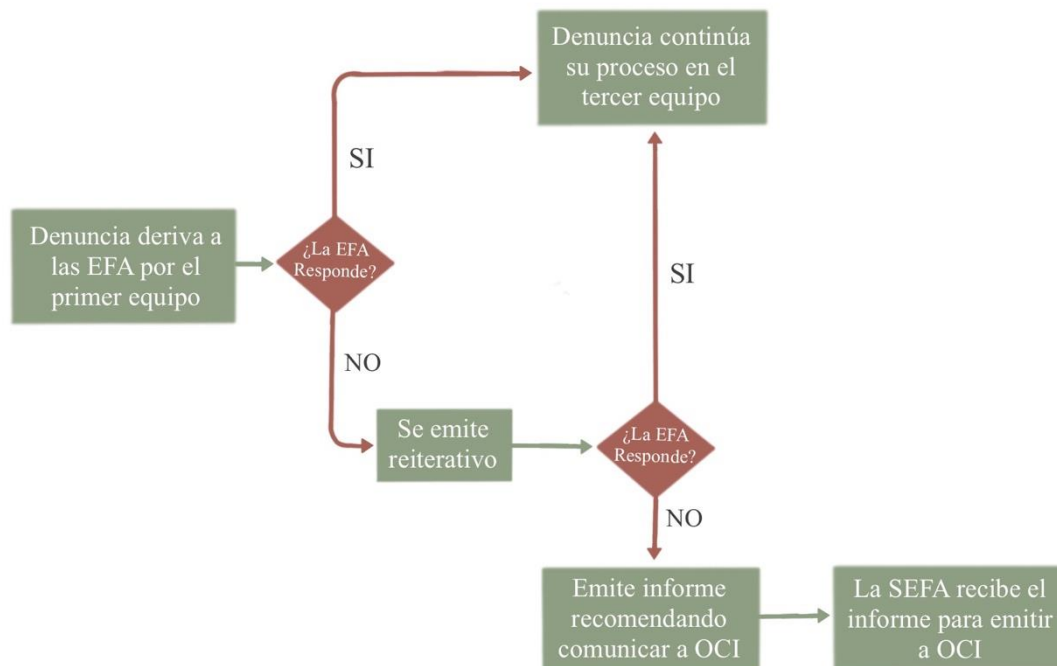 Denuncia continúa
su proceso en el
tercer equipo
SI
Denuncia deriva a
las EFA por el
primer equipo
¿La EFA
Responde?
SI
NO
Se emite
reiterativo
¿La EFA
Responde?
NO
Emite informe
recomendando
comunicar a OCI
La SEFA recibe el
informe para emitir
a OCI